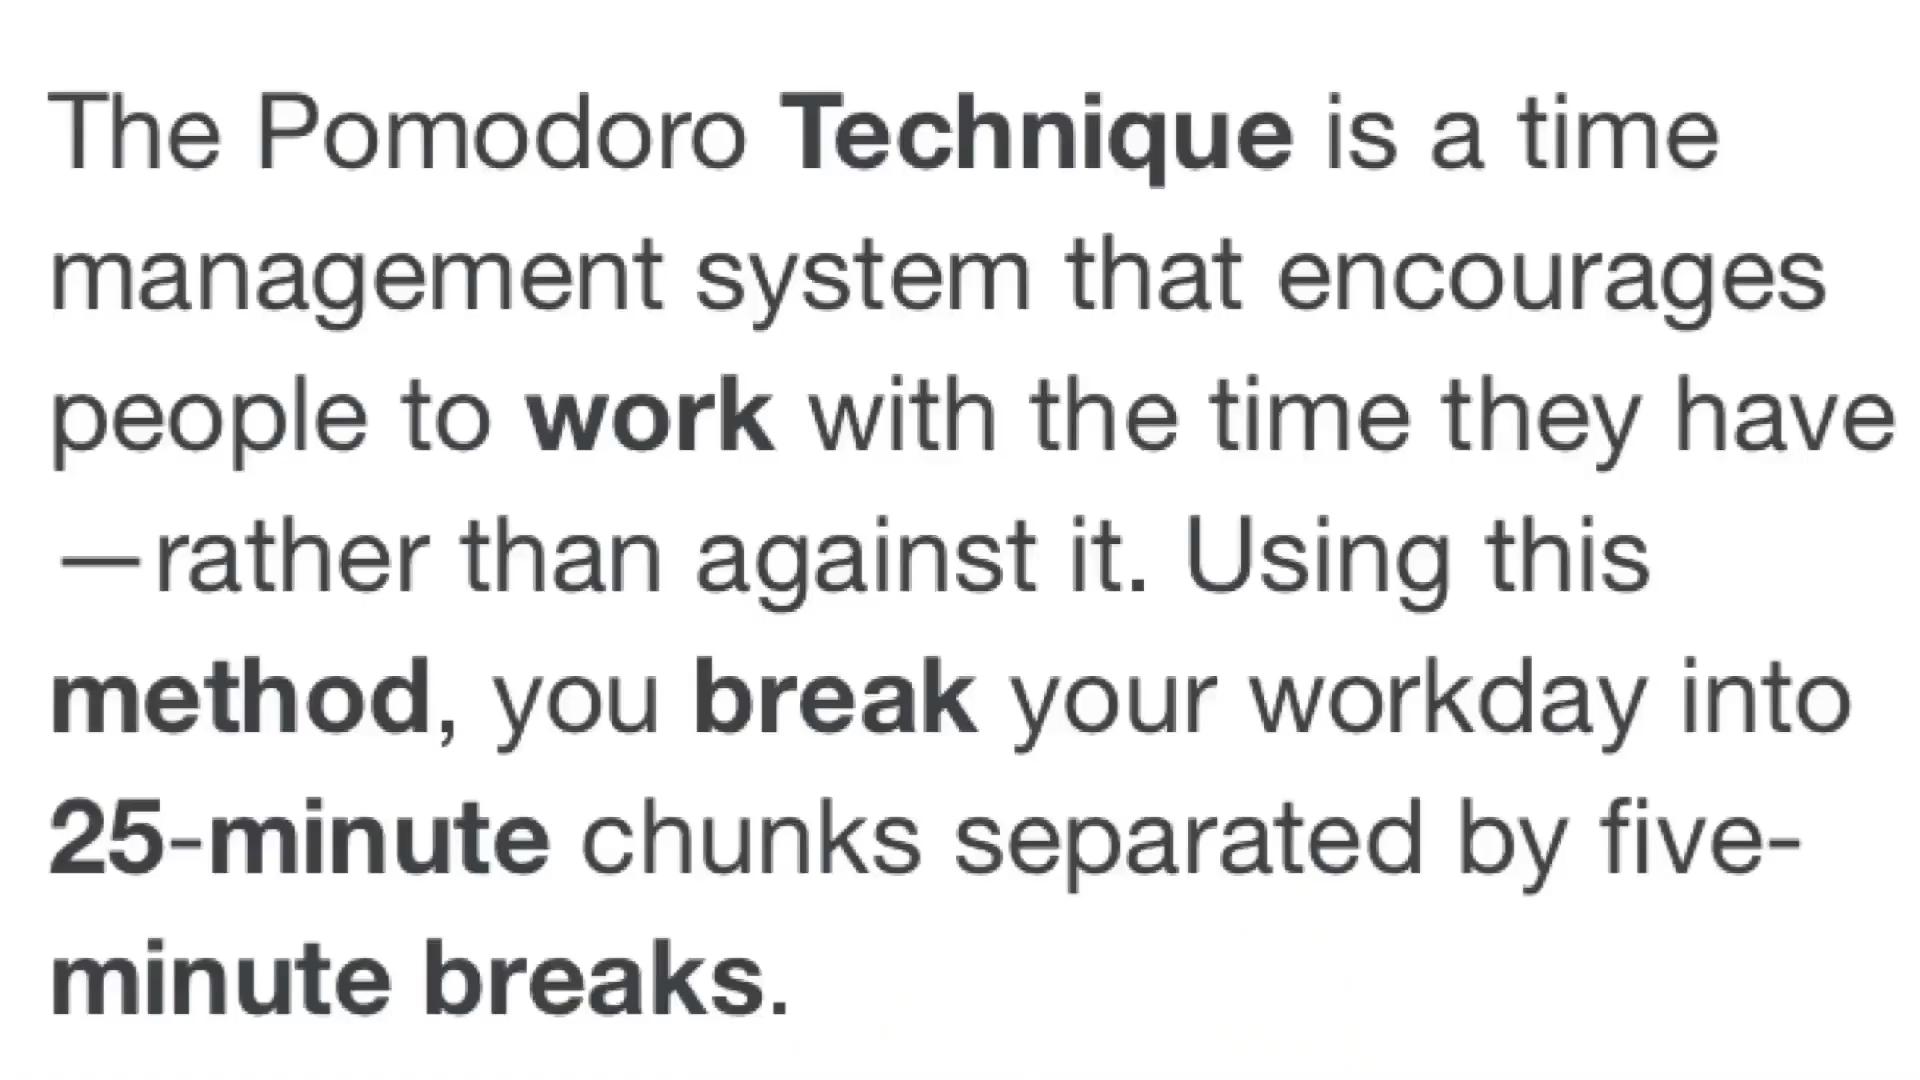 The Pomodoro Technique is a time
management system that encourages
people to work with the time they have
—rather than against it. Using this
method, you break your workday into
25-minute chunks separated by five-
minute breaks.